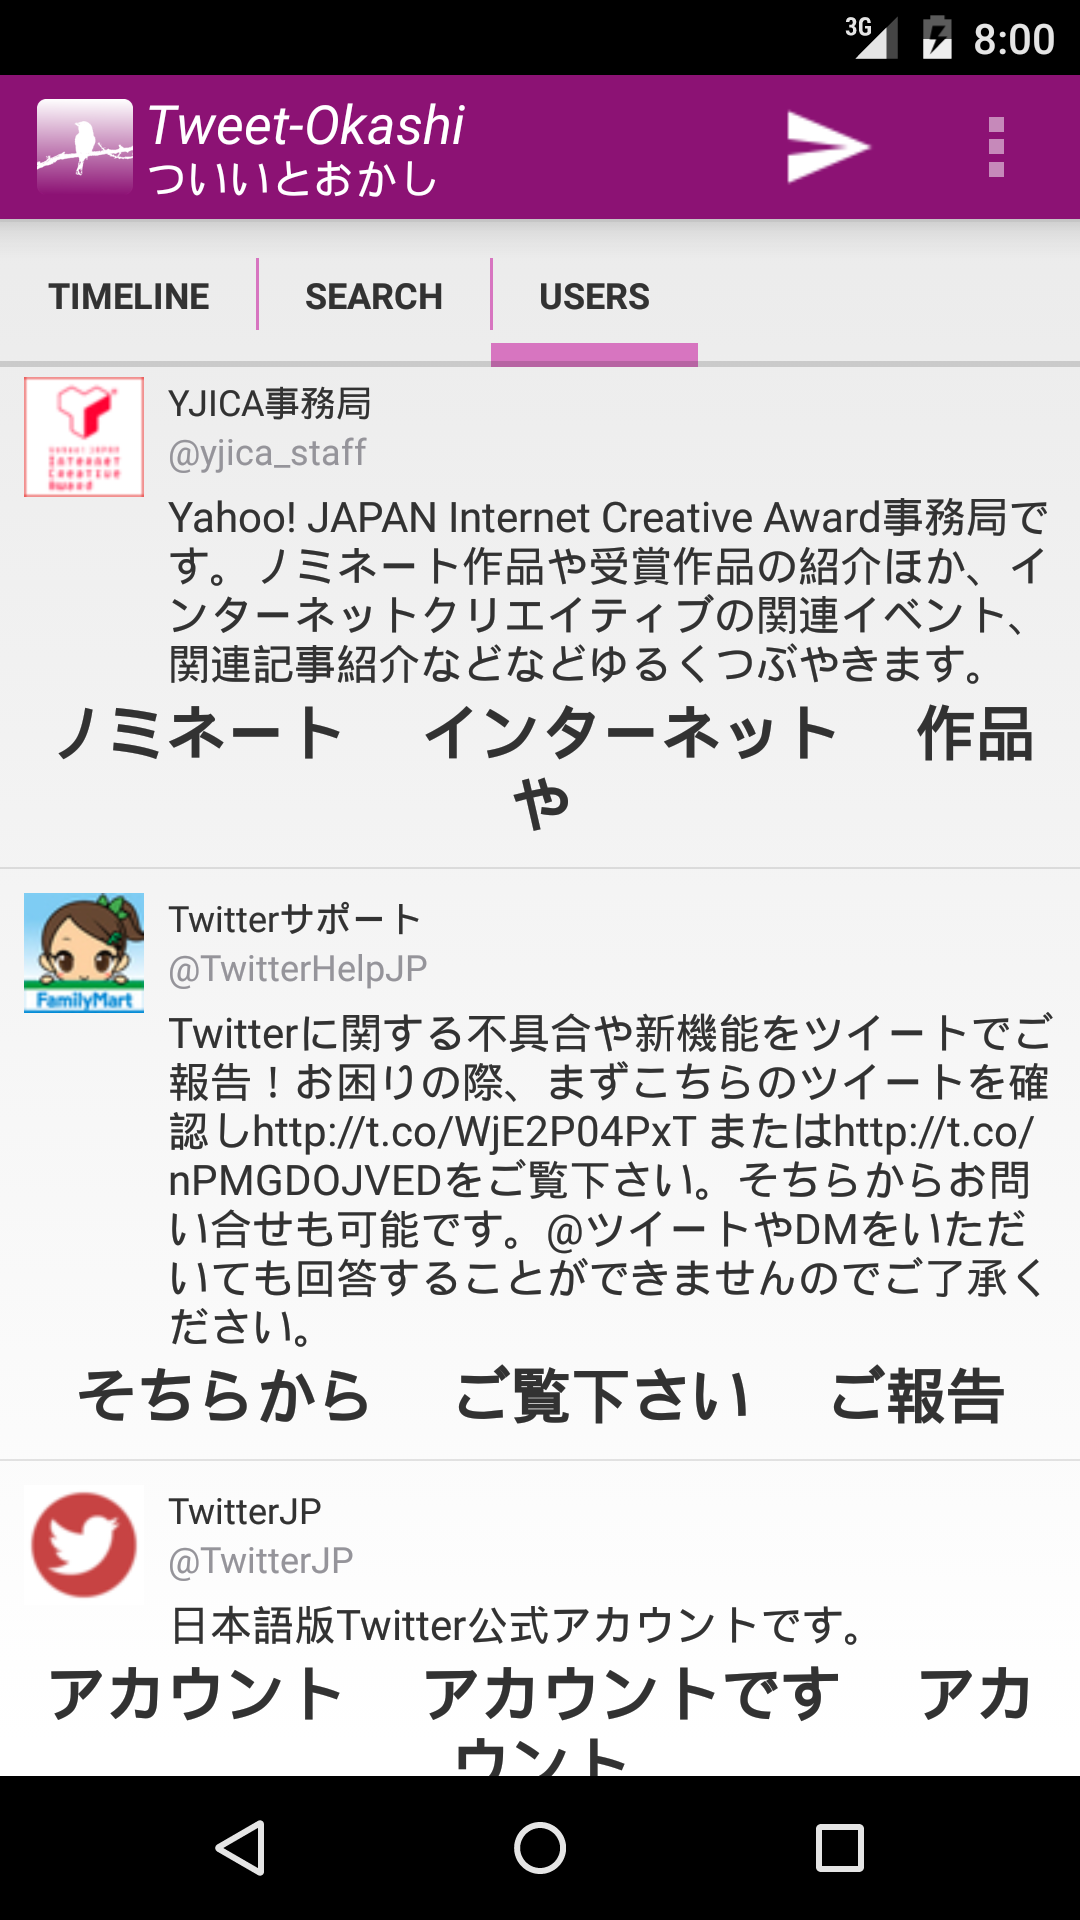 3G 8:00
Tweet-Okashi
ついいとおかし
TIMELINE SEARCH USERS
YJICA事務局
@yjica_staff
Yahoo! JAPAN Internet Creative Award事務局で
す。ノミネート作品や受賞作品の紹介ほか、イ
ンターネットクリエイティブの関連イベント、
関連記事紹介などなどゆるくつぶやきます。
ノミネート インターネット 作品
や
Twitterサポート
@TwitterHelpJP
FamilyMart
Twitterに関する不具合や新機能をツイートでご
報告！お困りの際、まずこちらのツイートを確
認しhttp://t.co/WjE2P04PxT またはhttp://t.co/
nPMGDOJVEDをご覧下さい。そちらからお問
い合せも可能です。@ツイートやDMをいただ
いても回答することができませんのでご了承く
ださい。
そちらから ご覧下さい ご報告
TwitterJP
@TwitterJP
日本語版Twitter公式アカウントです。
アカウント アカウントです アカ
ウント